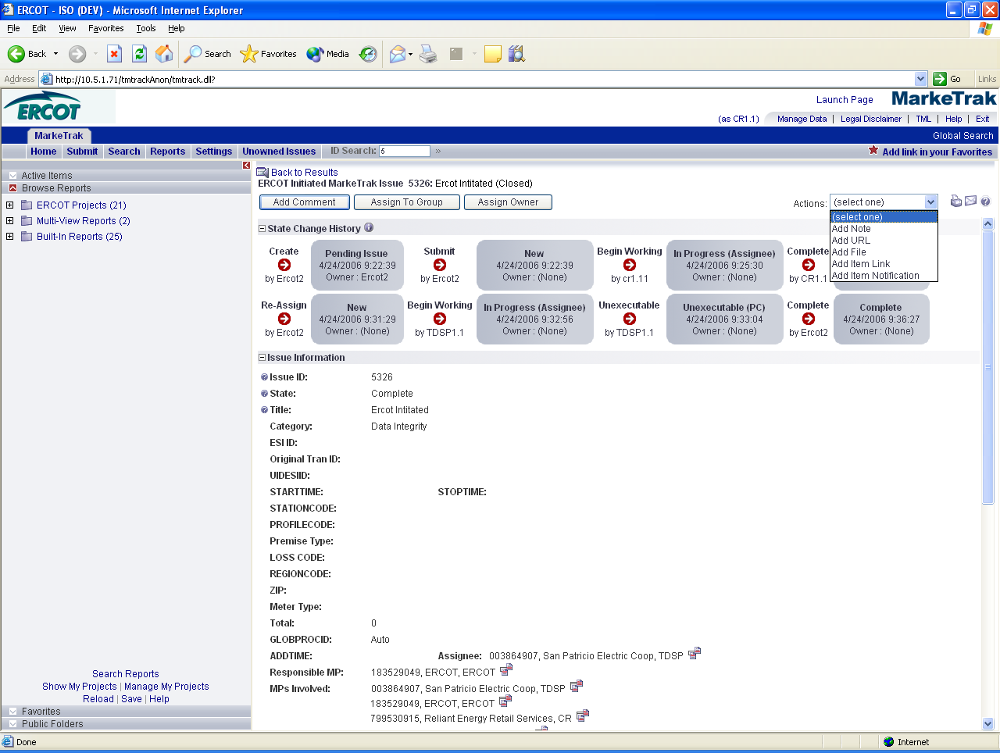 ERCOT - ISO (DEV) - Microsoft Internet Explorer
File Edit View Favorites Tools Help
Back Search Favorites Media
Address http://10.5.1.71/tmtrackAnon/tmtrack.dll? Go Links
ERCOT Launch Page MarkeTrak
(as CR1.1) Manage Data | Legal Disclaimer | TML | Help | Exit
MarkeTrak Global Search
Home Submit Search Reports Settings Unowned Issues ID Search: 5 » Add link in your Favorites
Active Items
Browse Reports
ERCOT Projects (21)
Multi-View Reports (2)
Built-In Reports (25)
Search Reports
Show My Projects | Manage My Projects
Reload | Save | Help
Favorites
Public Folders
Back to Results
ERCOT Initiated MarkeTrak Issue 5326: Ercot Intitated (Closed)
Add Comment Assign To Group Assign Owner Actions: (select one)
(select one)
Add Note
Add URL
Add File
Add Item Link
Add Item Notification
State Change History
Create Pending Issue Submit New Begin Working In Progress (Assignee) Complete
4/24/2006 9:22:39 4/24/2006 9:22:39 4/24/2006 9:25:30
by Ercot2 Owner : Ercot2 by Ercot2 Owner : (None) by cr1.11 Owner : (None) by CR1.1
Re-Assign New Begin Working In Progress (Assignee) Unexecutable Unexecutable (PC) Complete Complete
4/24/2006 9:31:29 4/24/2006 9:32:56 4/24/2006 9:33:04 4/24/2006 9:36:27
by Ercot2 Owner : (None) by TDSP1.1 Owner : (None) by TDSP1.1 Owner : (None) by Ercot2 Owner : (None)
Issue Information
Issue ID: 5326
State: Complete
Title: Ercot Intitated
Category: Data Integrity
ESI ID:
Original Tran ID:
UIDESIID:
STARTTIME: STOPTIME:
STATIONCODE:
PROFILECODE:
Premise Type:
LOSS CODE:
REGIONCODE:
ZIP:
Meter Type:
Total: 0
GLOBPROCID: Auto
ADDTIME: Assignee: 003864907, San Patricio Electric Coop, TDSP
Responsible MP: 183529049, ERCOT, ERCOT
MPs Involved: 003864907, San Patricio Electric Coop, TDSP
183529049, ERCOT, ERCOT
799530915, Reliant Energy Retail Services, CR
Done Internet